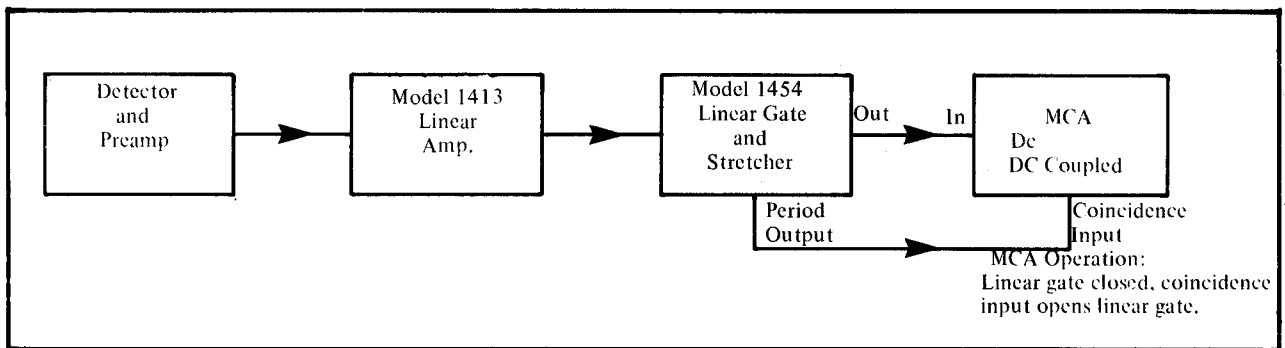 Detector
and
Preamp
Model 1413
Linear
Amp.
Model 1454
Linear Gate
and
Stretcher
Out
In
MCA
Dc
DC Coupled
Period
Output
Coincidence
Input
MCA Operation:
Linear gate closed, coincidence
input opens linear gate.